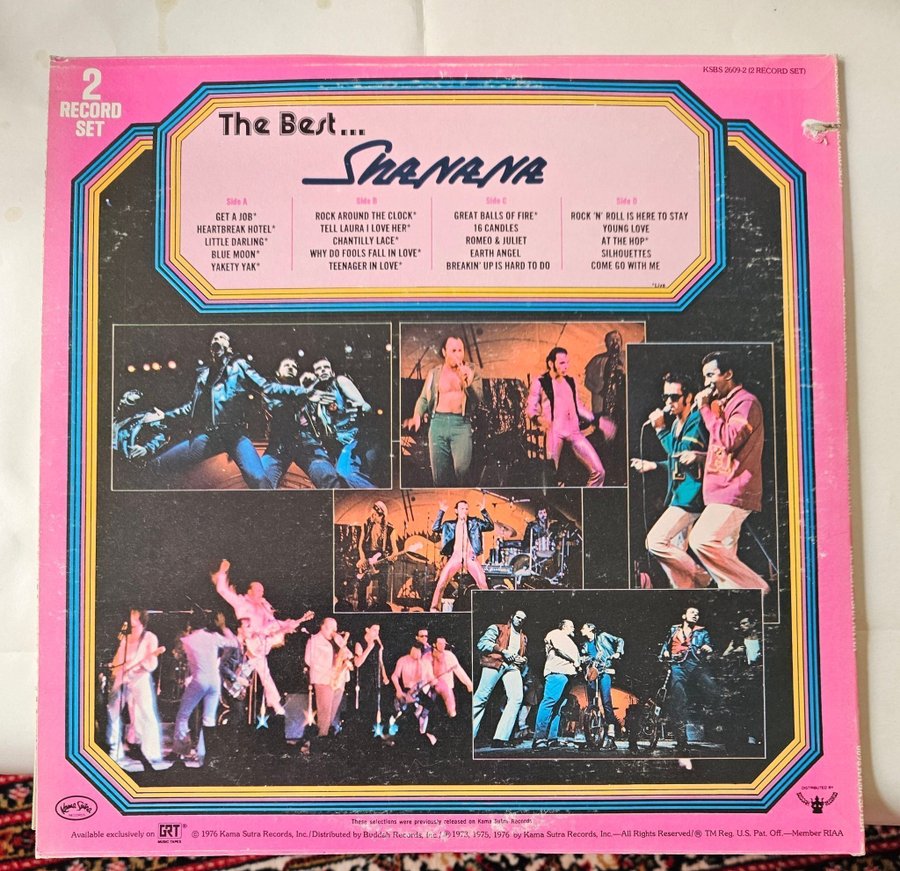 2
RECORD
SET
KSBS 2609-2 (2 RECORD SET)
The Best...
SHANANA
Side A
GET A JOB*
HEARTBREAK HOTEL*
LITTLE DARLING*
BLUE MOON*
YAKETY YAK*
Side B
ROCK AROUND THE CLOCK*
TELL LAURA I LOVE HER*
CHANTILLY LACE*
WHY DO FOOLS FALL IN LOVE*
TEENAGER IN LOVE*
Side C
GREAT BALLS OF FIRE*
16 CANDLES
ROMEO & JULIET
EARTH ANGEL
BREAKIN' UP IS HARD TO DO
Side D
ROCK 'N' ROLL IS HERE TO STAY
YOUNG LOVE
AT THE HOP*
SILHOUETTES
COME GO WITH ME
*Live
Kama Sutra
RECORDS
DISTRIBUTED BY
These selections were previously released on Kama Sutra Records
Available exclusively on GRT® MUSIC TAPES © 1976 Kama Sutra Records, Inc./Distributed by Buddah Records, Inc./℗1973, 1975, 1976 by Kama Sutra Records, Inc.—All Rights Reserved/® TM Reg. U.S. Pat. Off.—Member RIAA